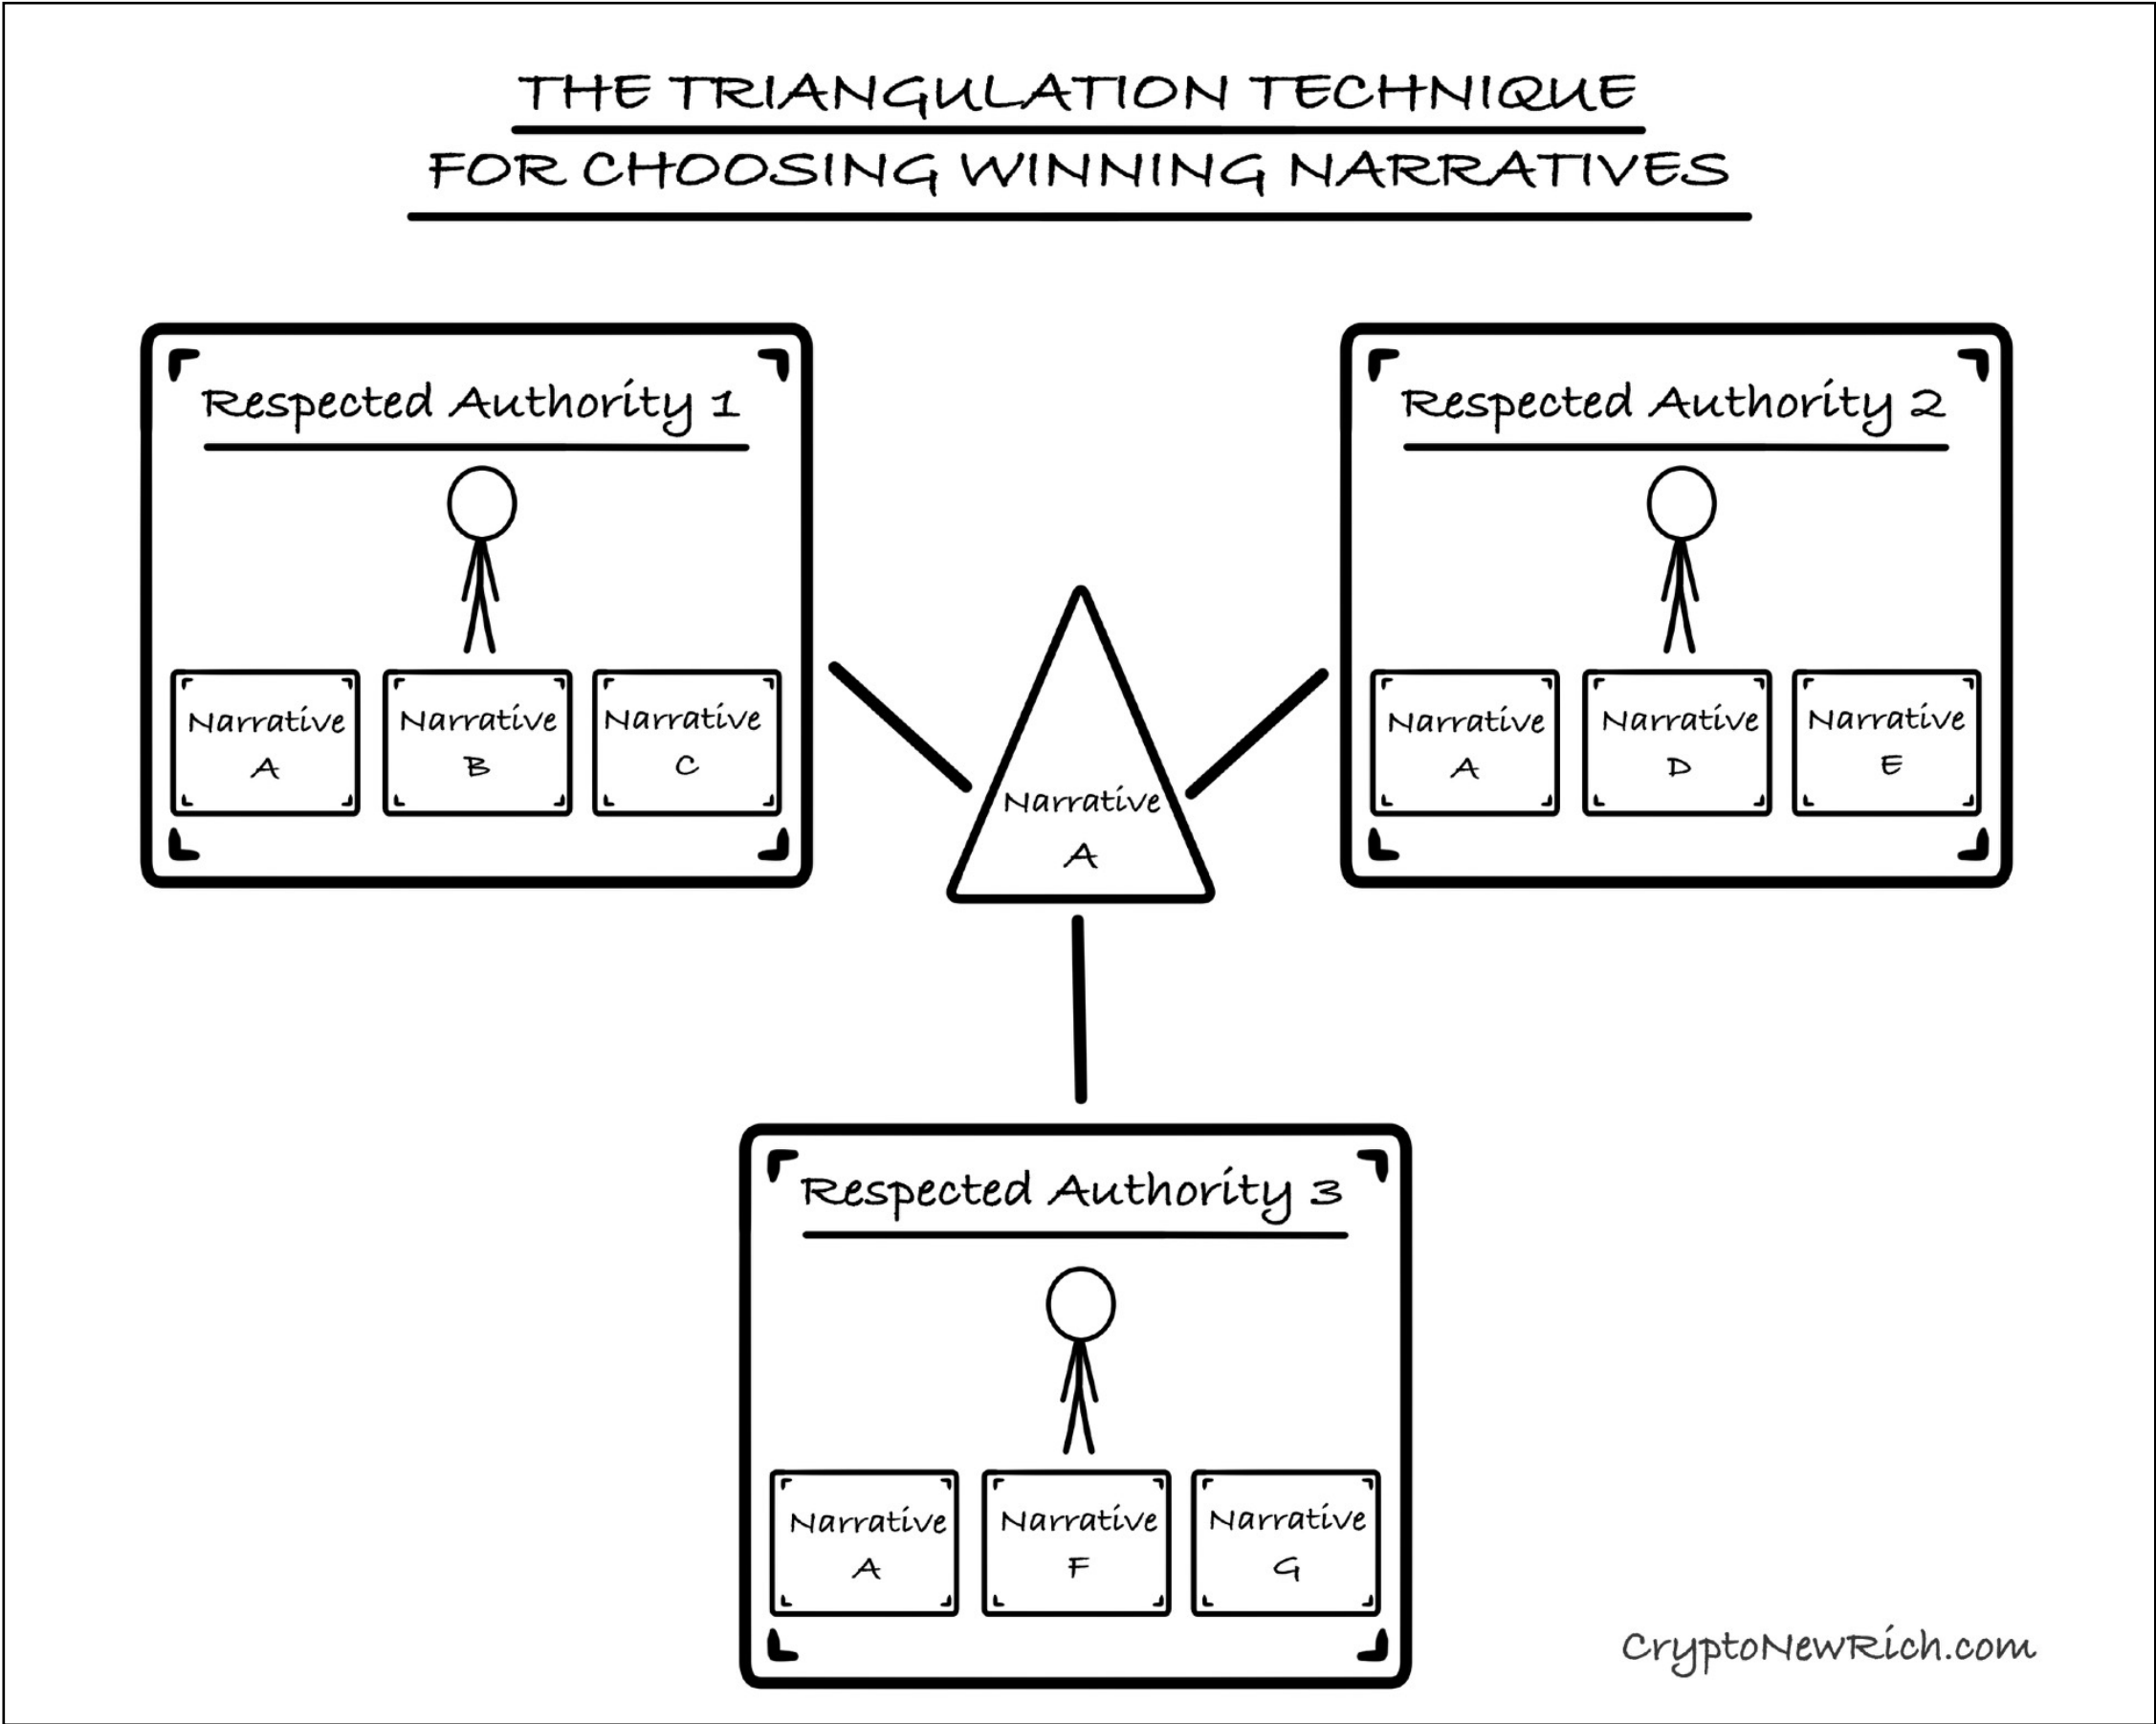 THE TRIANGULATION TECHNIQUE
FOR CHOOSING WINNING NARRATIVES
Respected Authority 1
Narrative
A
Narrative
B
Narrative
C
Respected Authority 2
Narrative
A
Narrative
D
Narrative
E
Narrative
A
Respected Authority 3
Narrative
A
Narrative
F
Narrative
G
CryptoNewRich.com